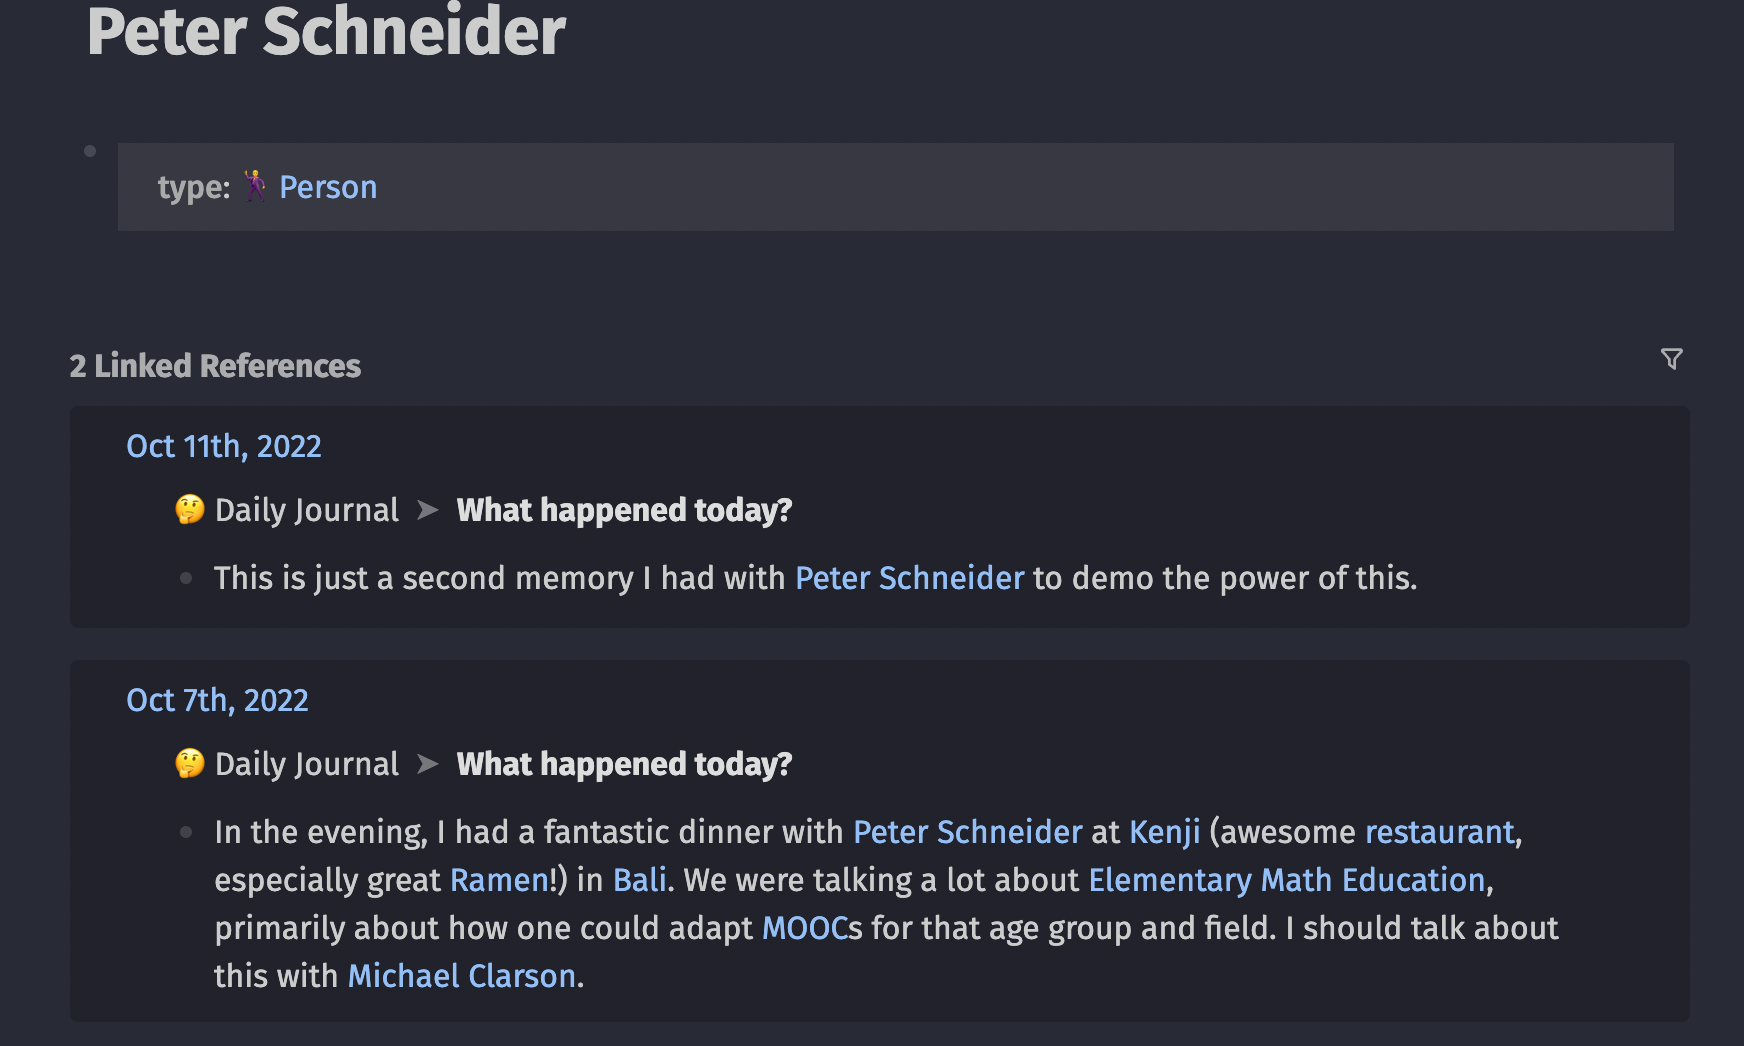 Peter Schneider
type: 🕺 Person
2 Linked References
Oct 11th, 2022
🤔 Daily Journal ➤ What happened today?
This is just a second memory I had with Peter Schneider to demo the power of this.
Oct 7th, 2022
🤔 Daily Journal ➤ What happened today?
In the evening, I had a fantastic dinner with Peter Schneider at Kenji (awesome restaurant,
especially great Ramen!) in Bali. We were talking a lot about Elementary Math Education,
primarily about how one could adapt MOOCs for that age group and field. I should talk about
this with Michael Clarson.